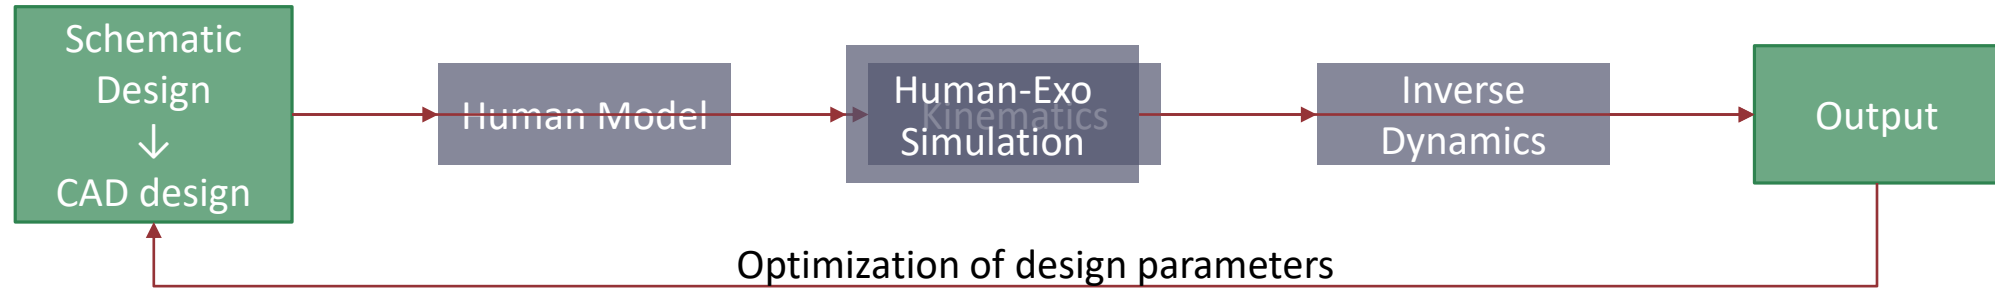 Schematic
Design
↓
CAD design
Human Model
Human-Exo
Kinematics
Simulation
Inverse
Dynamics
Output
Optimization of design parameters